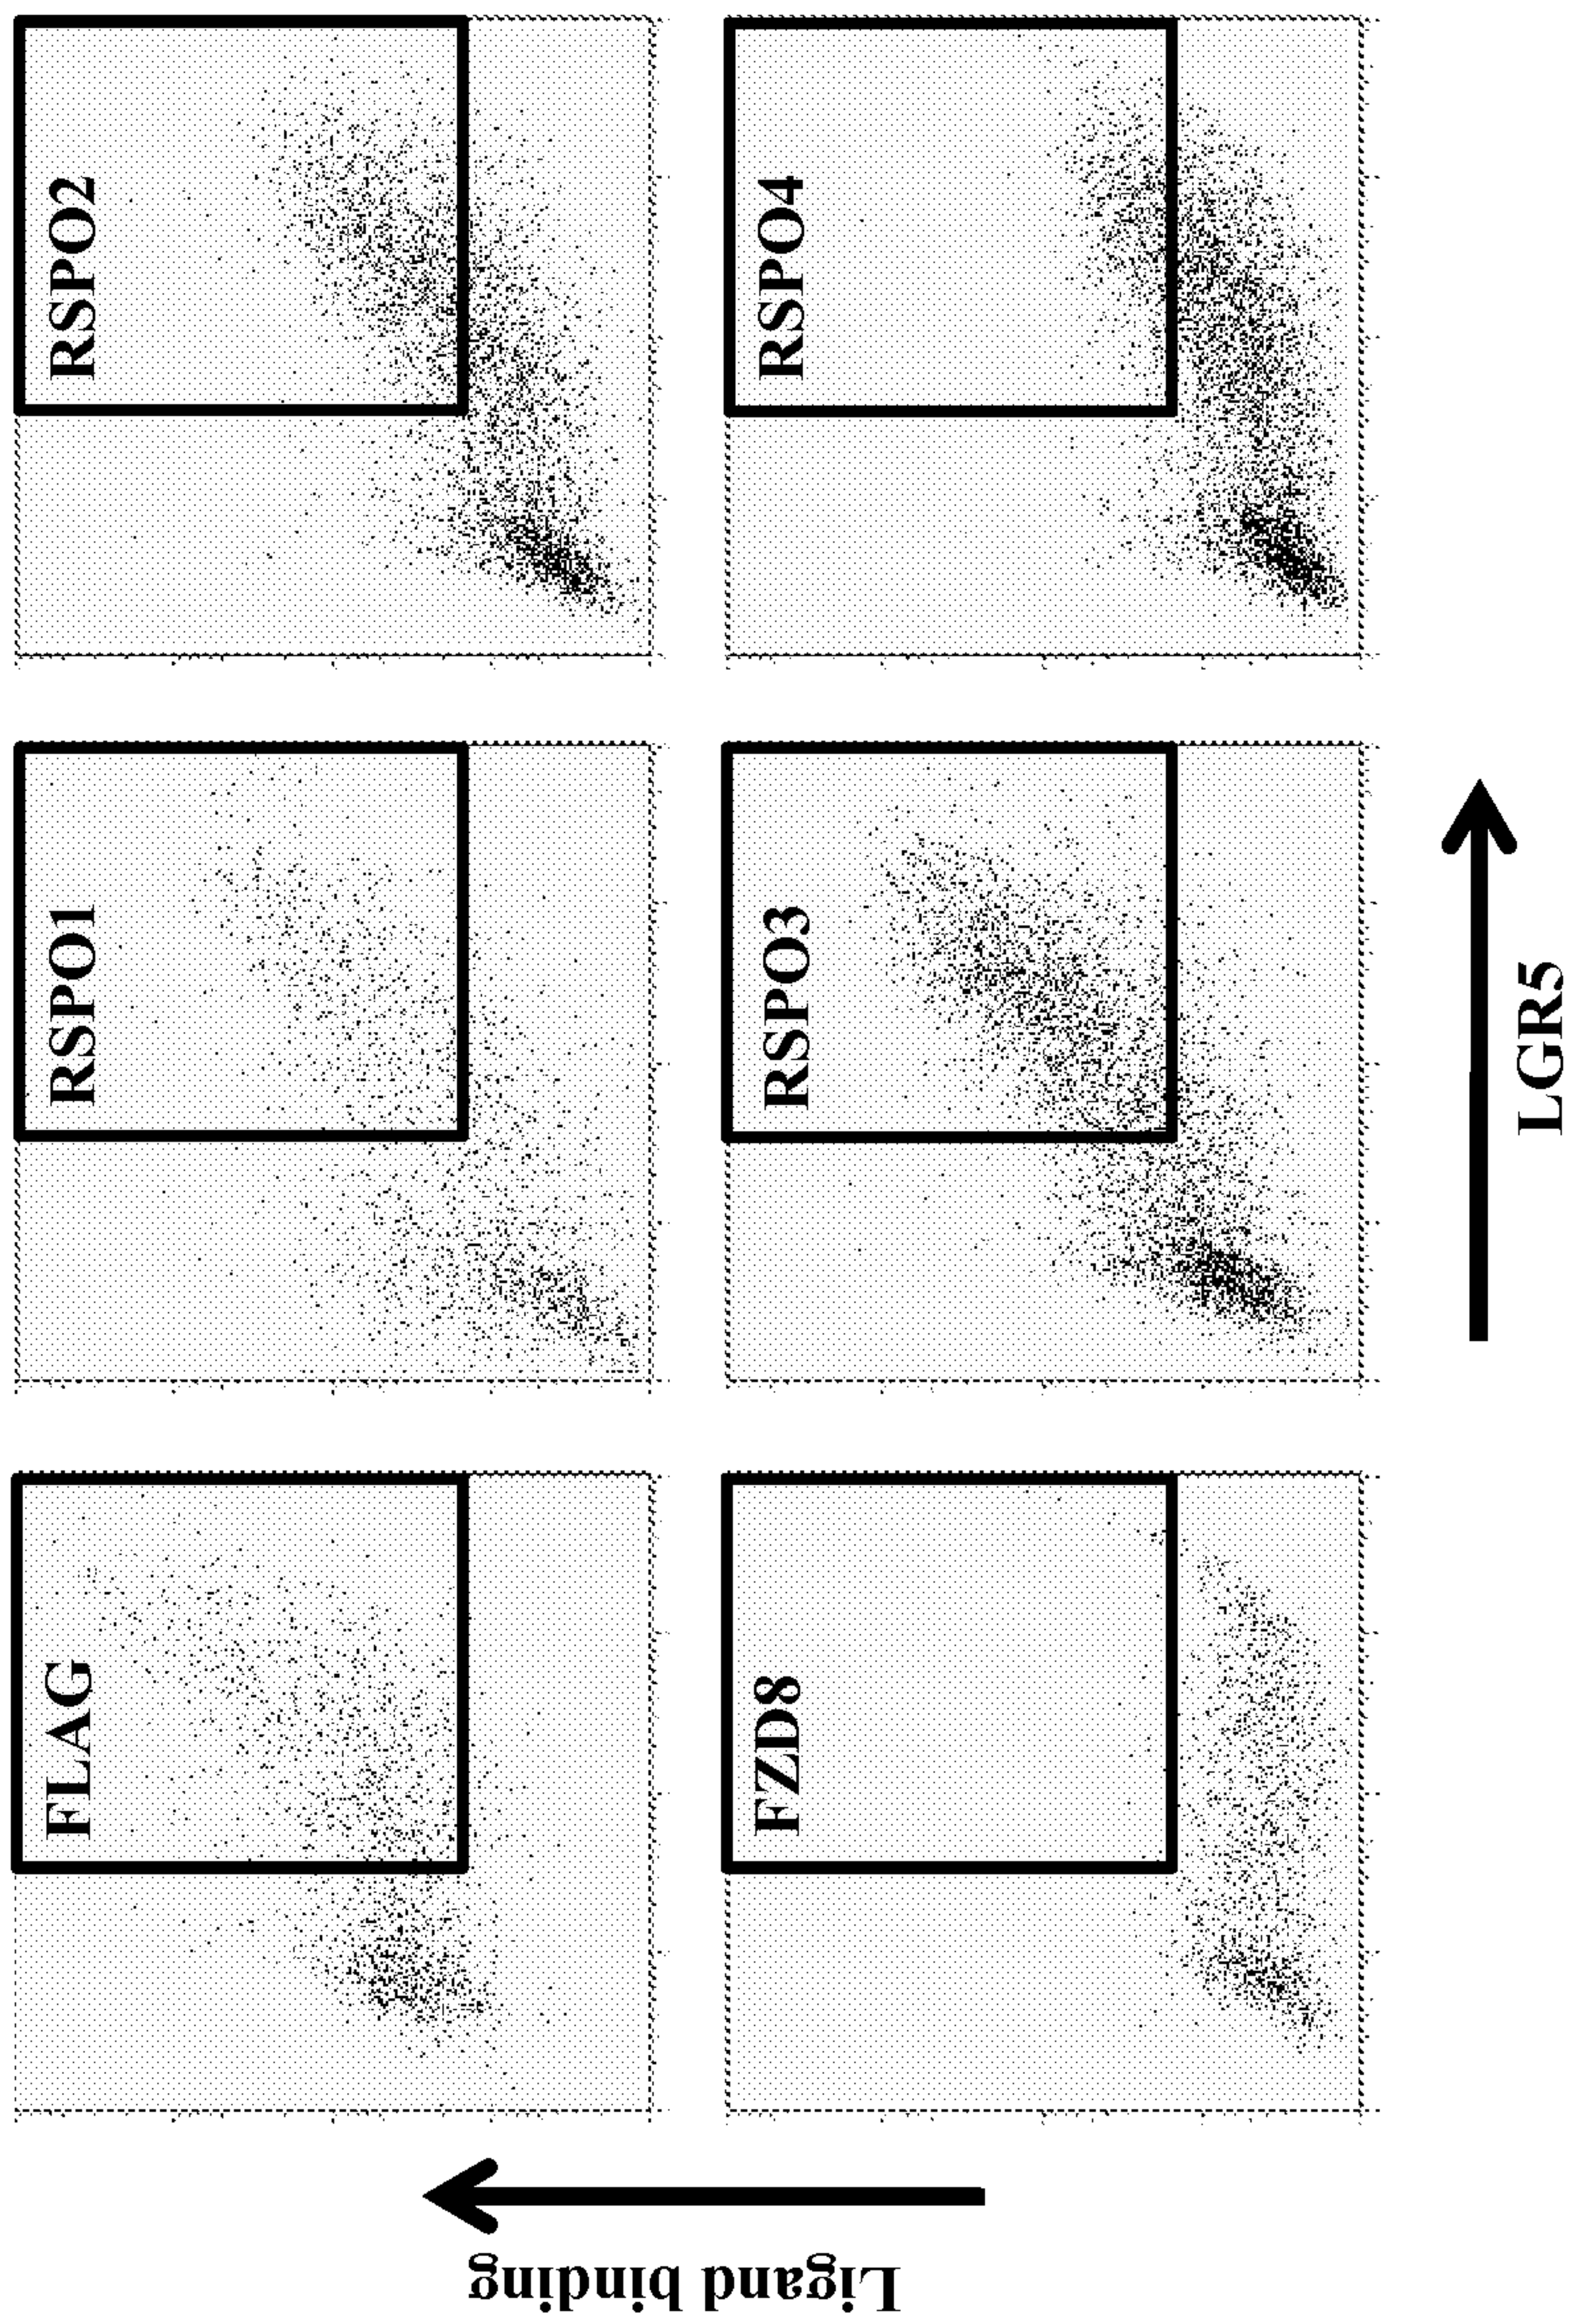 Ligand binding
FLAG
RSPO1
RSPO2
FZD8
RSPO3
RSPO4
LGR5